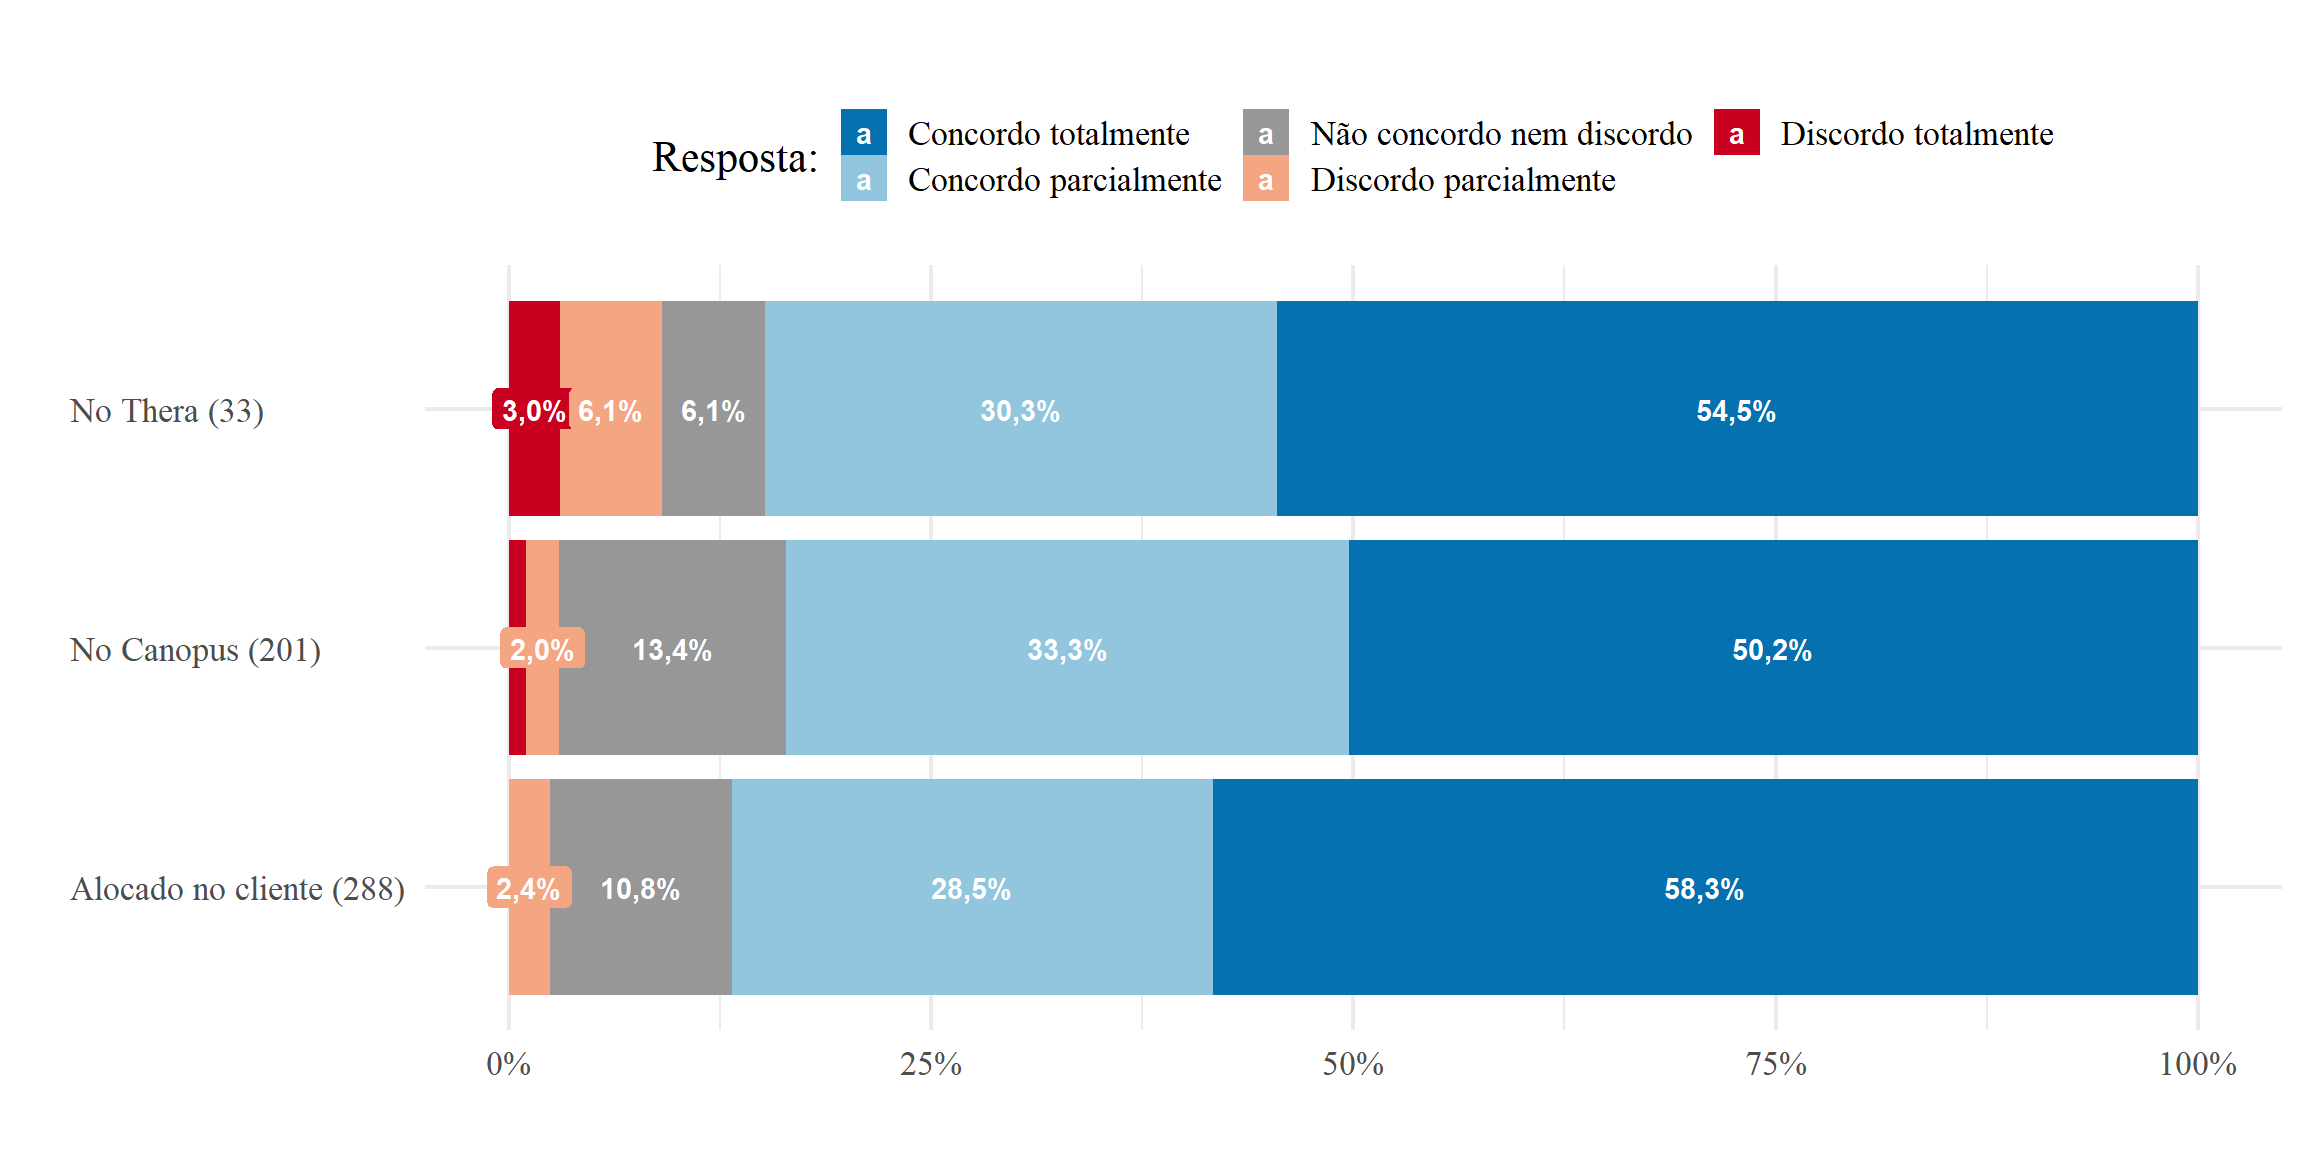 Resposta:
a Concordo totalmente
a Concordo parcialmente
a Não concordo nem discordo
a Discordo parcialmente
a Discordo totalmente
No Thera (33)
3,0% 6,1% 6,1% 30,3% 54,5%
No Canopus (201)
2,0% 13,4% 33,3% 50,2%
Alocado no cliente (288)
2,4% 10,8% 28,5% 58,3%
0% 25% 50% 75% 100%